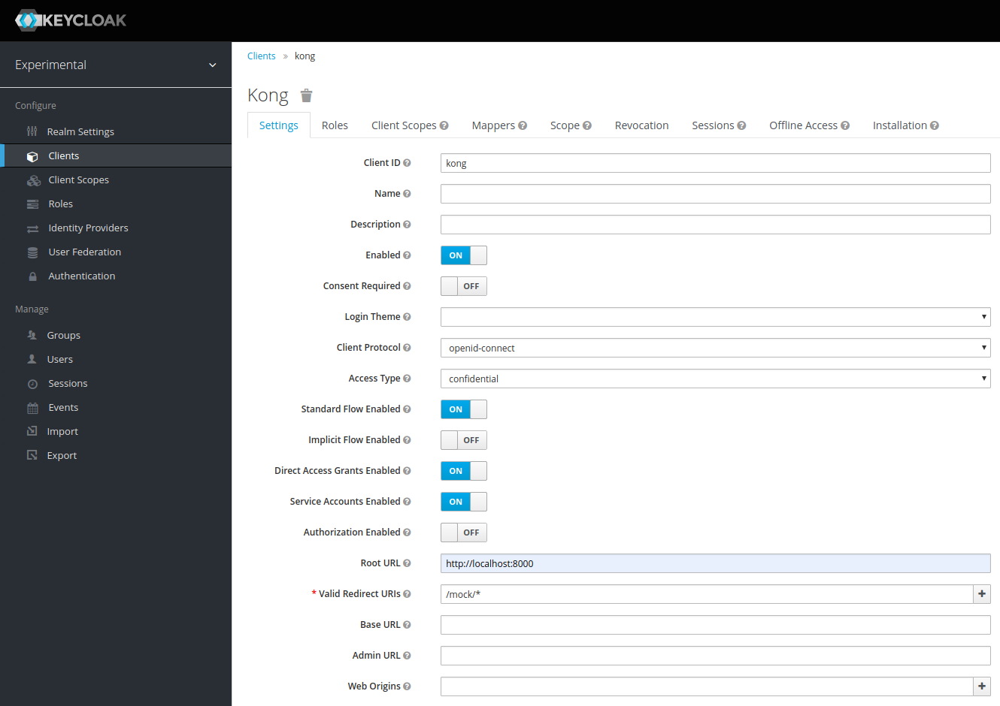 KEYCLOAK
Experimental
Configure
Realm Settings
Clients
Client Scopes
Roles
Identity Providers
User Federation
Authentication
Manage
Groups
Users
Sessions
Events
Import
Export
Clients » kong
Kong
Settings Roles Client Scopes Mappers Scope Revocation Sessions Offline Access Installation
Client ID kong
Name
Description
Enabled ON
Consent Required OFF
Login Theme
Client Protocol openid-connect
Access Type confidential
Standard Flow Enabled ON
Implicit Flow Enabled OFF
Direct Access Grants Enabled ON
Service Accounts Enabled ON
Authorization Enabled OFF
Root URL http://localhost:8000
* Valid Redirect URIs /mock/* +
Base URL
Admin URL
Web Origins +